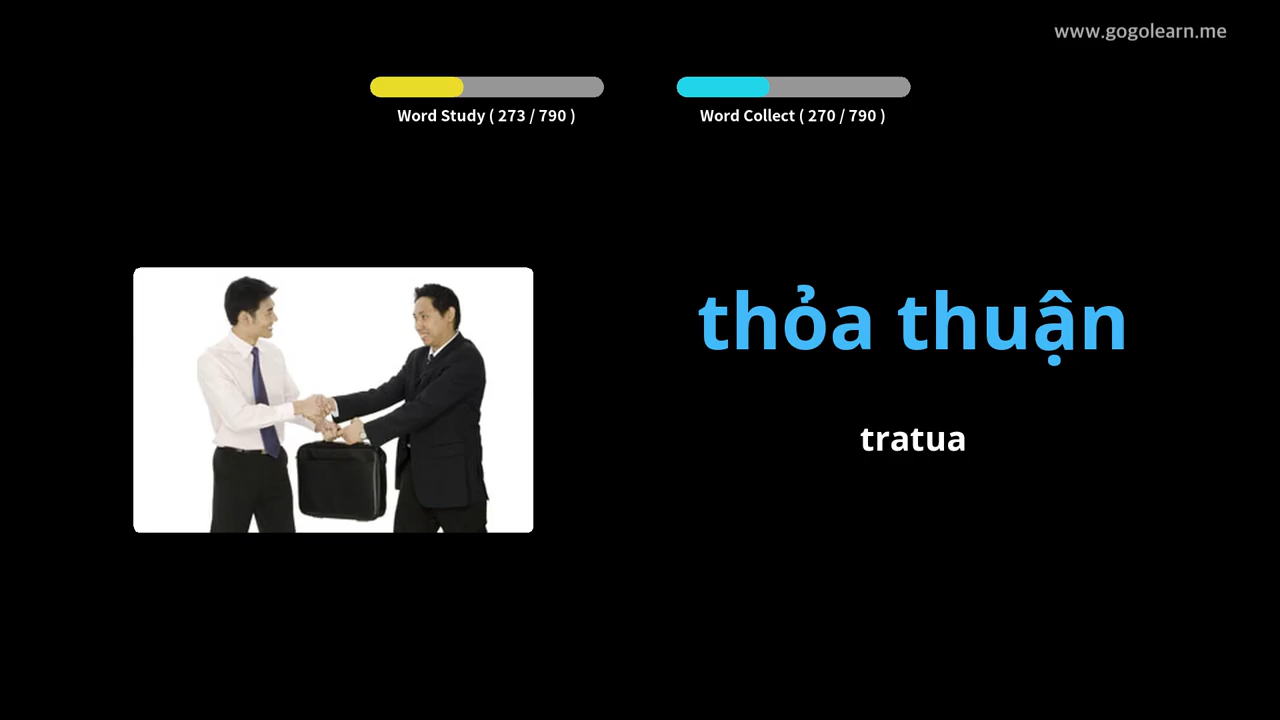 www.gogolearn.me
Word Study ( 273 / 790 )
Word Collect ( 270 / 790 )
thỏa thuận
tratua